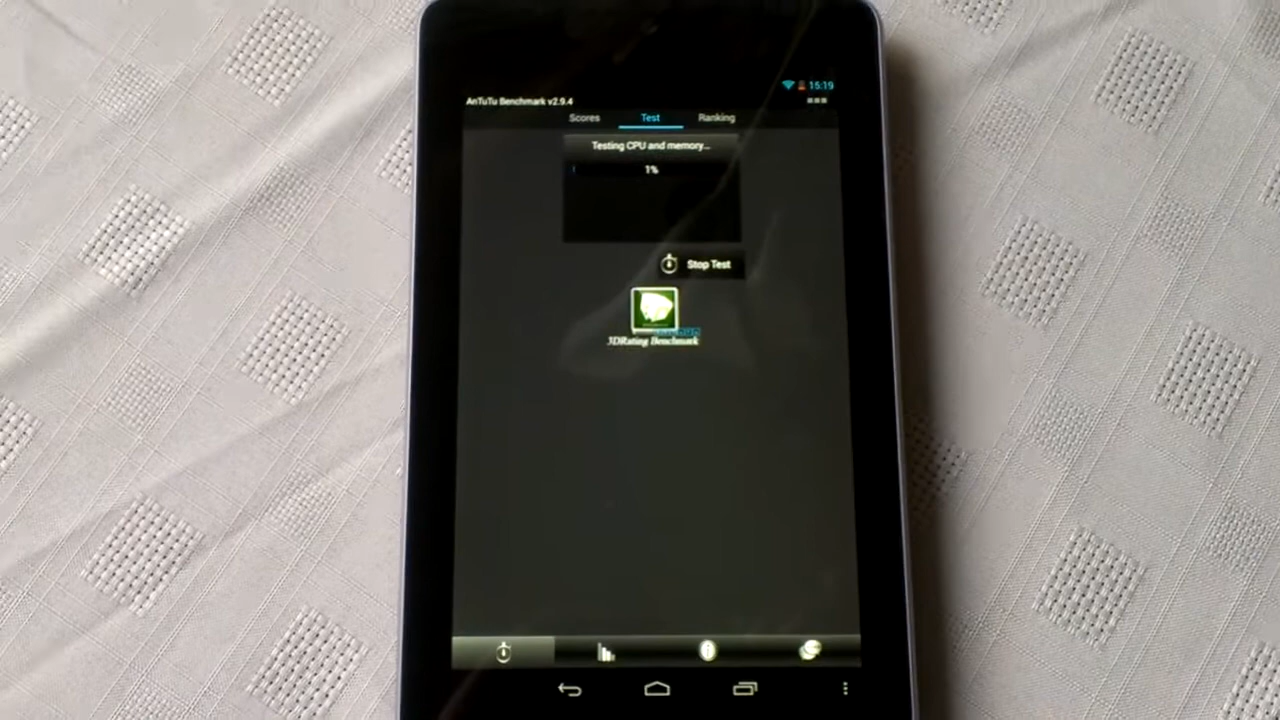 15:19
AnTuTu Benchmark v2.9.4
Scores Test Ranking
Testing CPU and memory...
1%
Stop Test
3DRating Benchmark